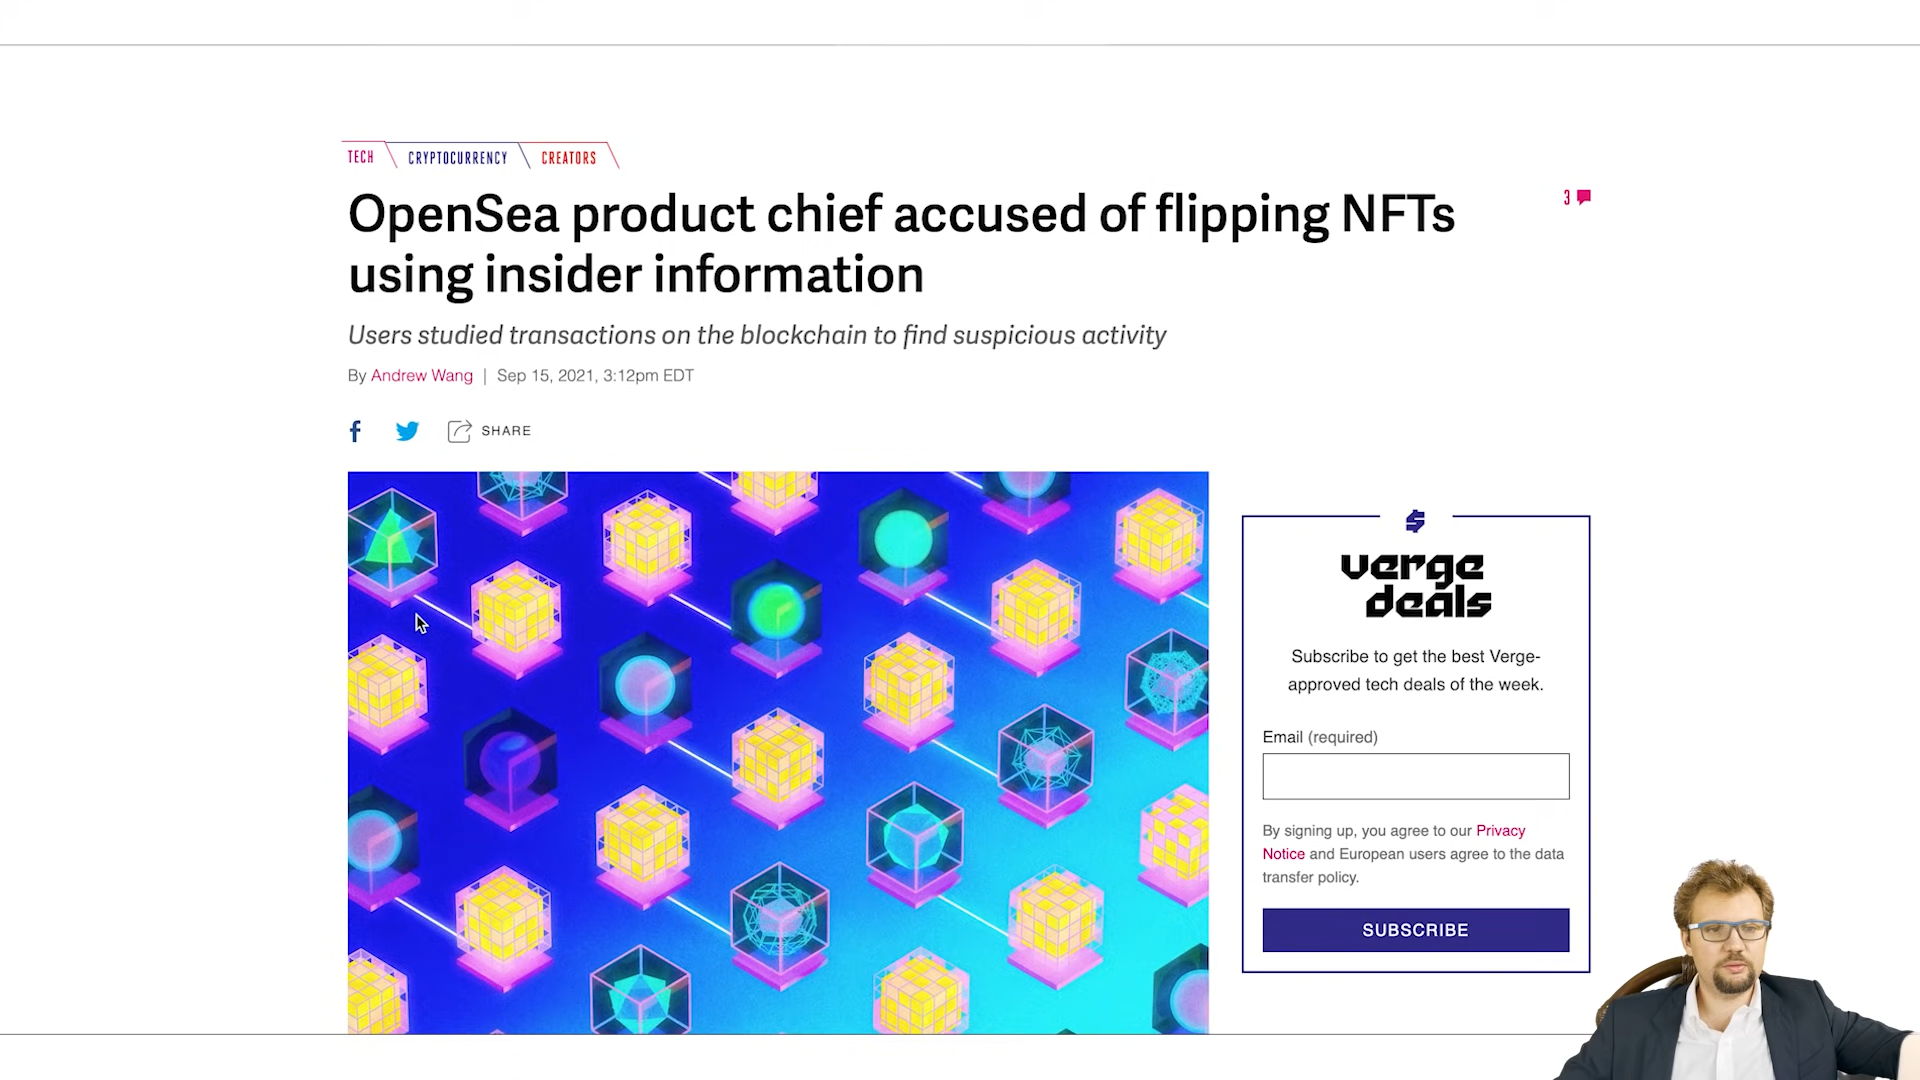 TECH CRYPTOCURRENCY CREATORS
OpenSea product chief accused of flipping NFTs
using insider information
3
Users studied transactions on the blockchain to find suspicious activity
By Andrew Wang | Sep 15, 2021, 3:12pm EDT
f SHARE
$
verge
deals
Subscribe to get the best Verge-
approved tech deals of the week.
Email (required)
By signing up, you agree to our Privacy
Notice and European users agree to the data
transfer policy.
SUBSCRIBE